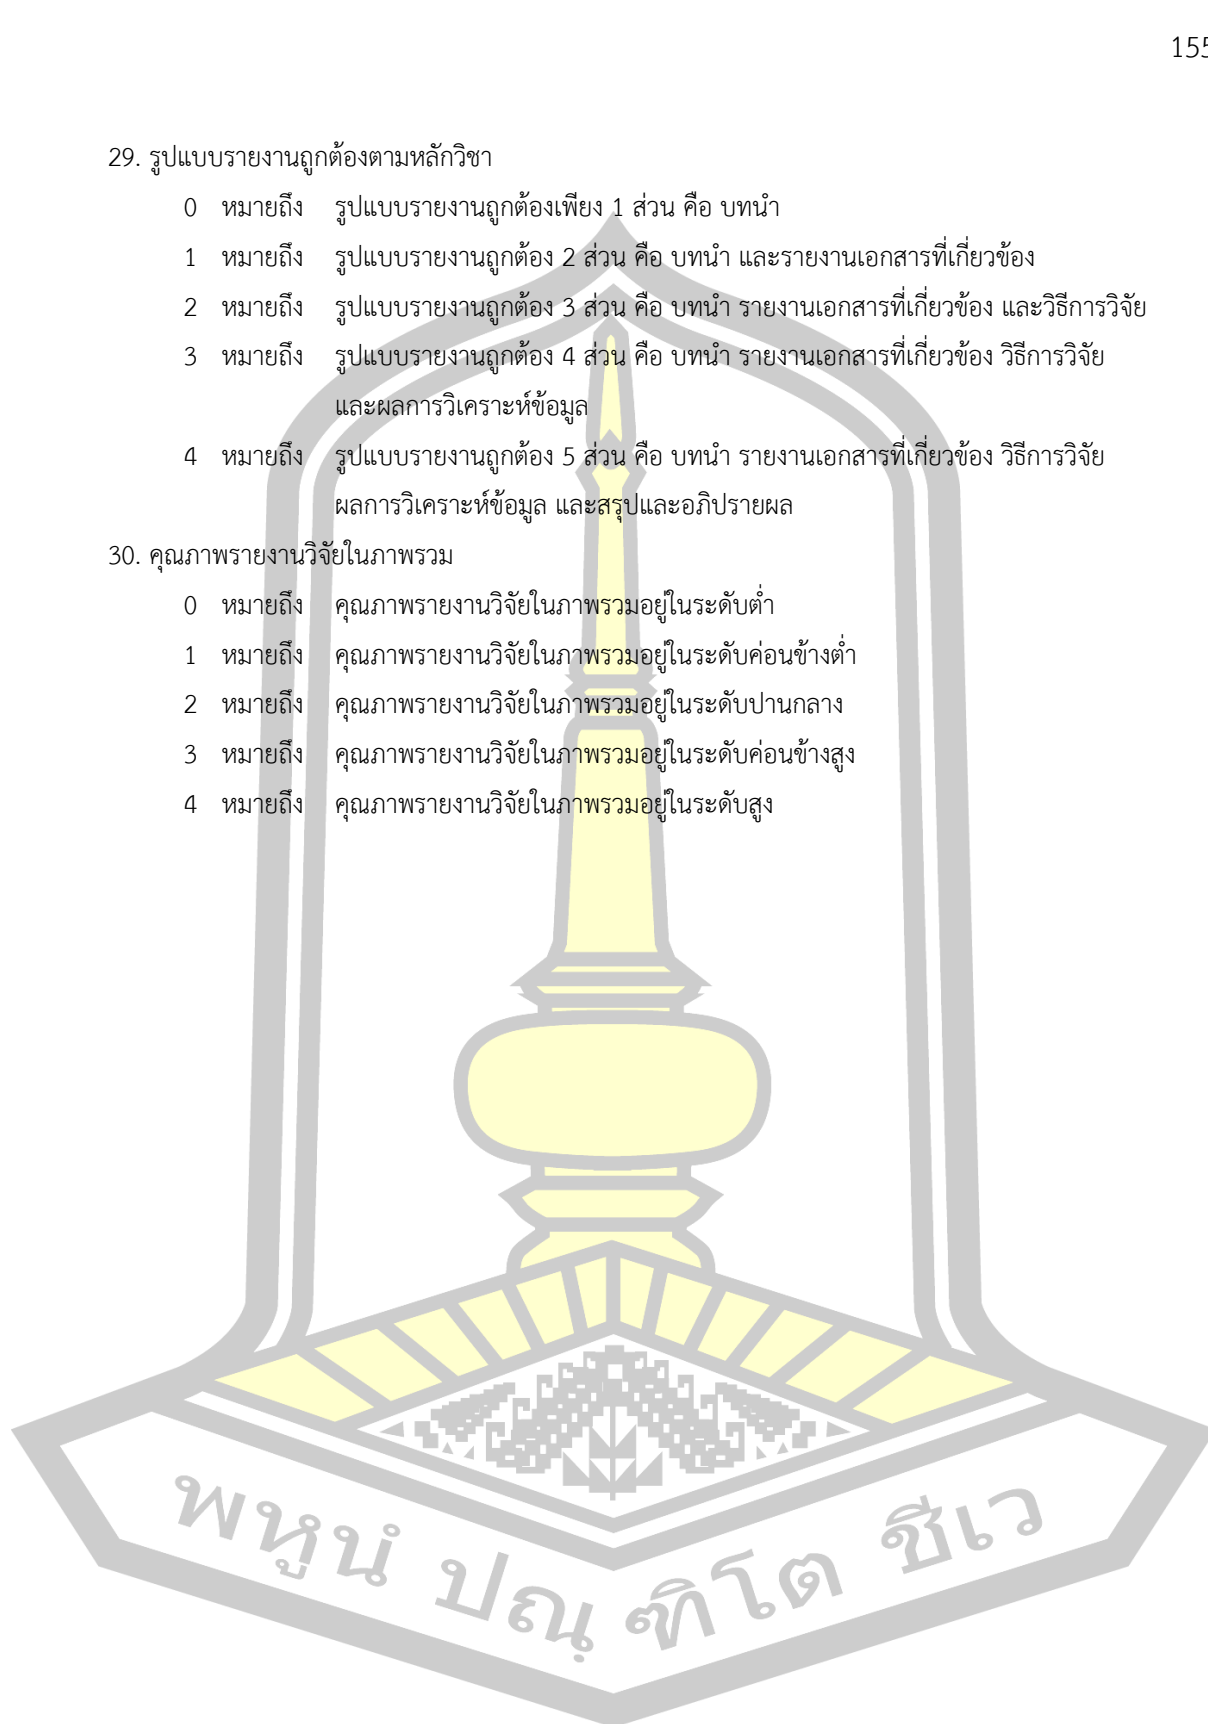 155
29. รูปแบบรายงานถูกต้องตามหลักวิชา
0 หมายถึง รูปแบบรายงานถูกต้องเพียง 1 ส่วน คือ บทนำ
1 หมายถึง รูปแบบรายงานถูกต้อง 2 ส่วน คือ บทนำ และรายงานเอกสารที่เกี่ยวข้อง
2 หมายถึง รูปแบบรายงานถูกต้อง 3 ส่วน คือ บทนำ รายงานเอกสารที่เกี่ยวข้อง และวิธีการวิจัย
3 หมายถึง รูปแบบรายงานถูกต้อง 4 ส่วน คือ บทนำ รายงานเอกสารที่เกี่ยวข้อง วิธีการวิจัย
และผลการวิเคราะห์ข้อมูล
4 หมายถึง รูปแบบรายงานถูกต้อง 5 ส่วน คือ บทนำ รายงานเอกสารที่เกี่ยวข้อง วิธีการวิจัย
ผลการวิเคราะห์ข้อมูล และสรุปและอภิปรายผล
30. คุณภาพรายงานวิจัยในภาพรวม
0 หมายถึง คุณภาพรายงานวิจัยในภาพรวมอยู่ในระดับต่ำ
1 หมายถึง คุณภาพรายงานวิจัยในภาพรวมอยู่ในระดับค่อนข้างต่ำ
2 หมายถึง คุณภาพรายงานวิจัยในภาพรวมอยู่ในระดับปานกลาง
3 หมายถึง คุณภาพรายงานวิจัยในภาพรวมอยู่ในระดับค่อนข้างสูง
4 หมายถึง คุณภาพรายงานวิจัยในภาพรวมอยู่ในระดับสูง
พหูนํ ปณฺฑิโต ชีเว